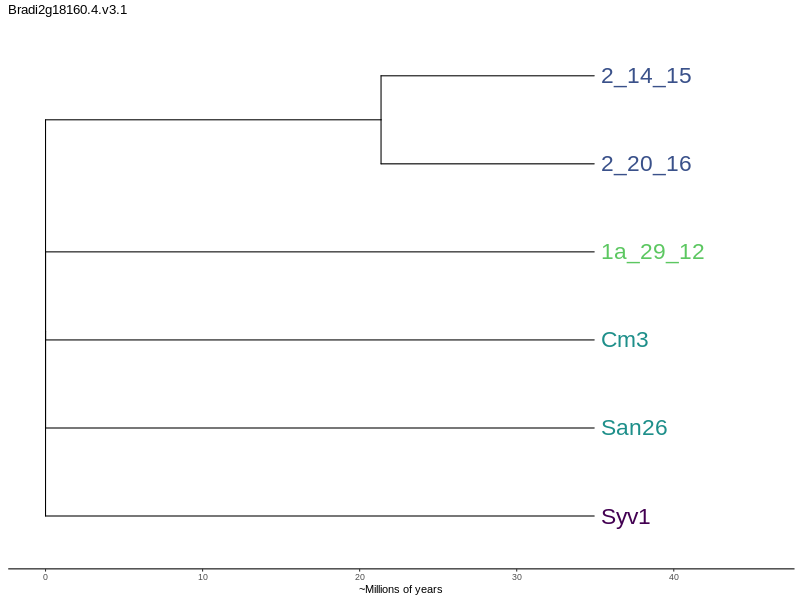 Bradi2g18160.4.v3.1
2_14_15
2_20_16
1a_29_12
Cm3
San26
Syv1
0 10 20 30 40
~Millions of years